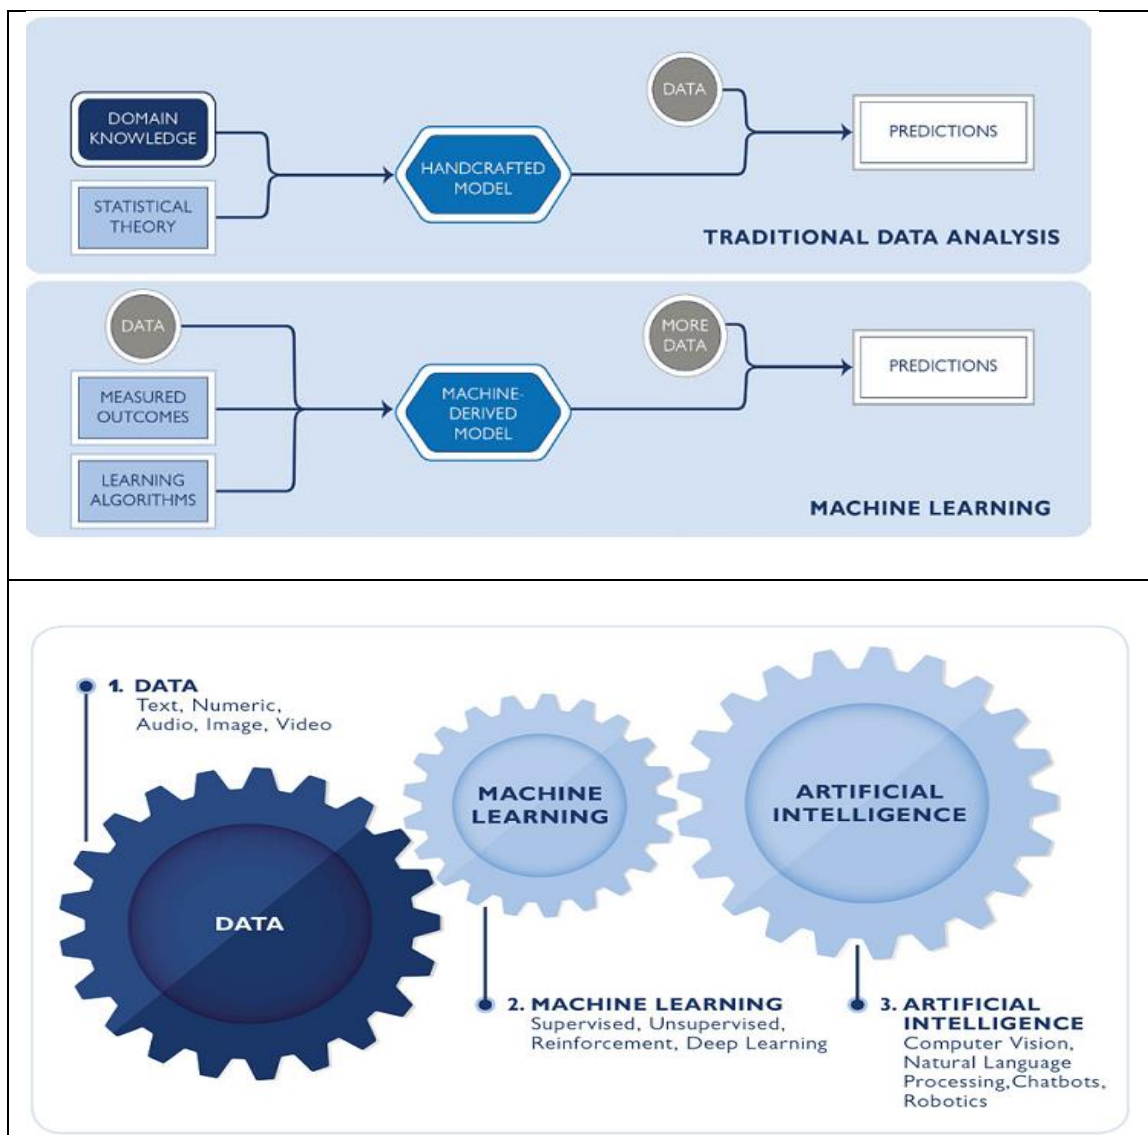 DOMAIN
KNOWLEDGE
STATISTICAL
THEORY
HANDCRAFTED
MODEL
DATA
PREDICTIONS
TRADITIONAL DATA ANALYSIS
DATA
MEASURED
OUTCOMES
LEARNING
ALGORITHMS
MACHINE-
DERIVED
MODEL
MORE
DATA
PREDICTIONS
MACHINE LEARNING
1. DATA
Text, Numeric,
Audio, Image, Video
DATA
MACHINE
LEARNING
ARTIFICIAL
INTELLIGENCE
2. MACHINE LEARNING
Supervised, Unsupervised,
Reinforcement, Deep Learning
3. ARTIFICIAL
INTELLIGENCE
Computer Vision,
Natural Language
Processing,Chatbots,
Robotics